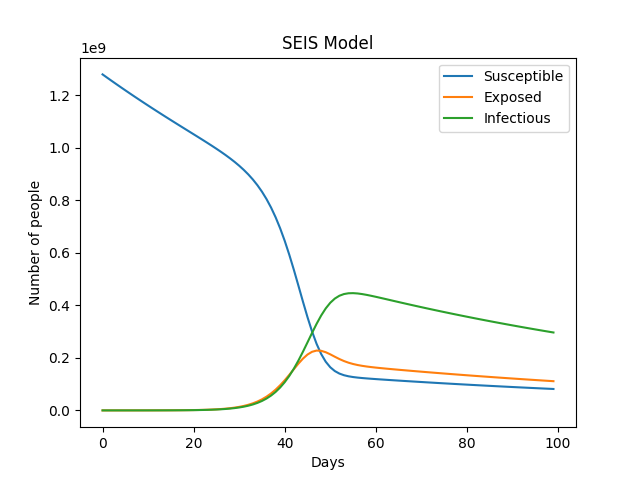 SEIS Model
1e9
Susceptible
Exposed
Infectious
1.2
1.0
0.8
0.6
0.4
0.2
0.0
Number of people
0 20 40 60 80 100
Days